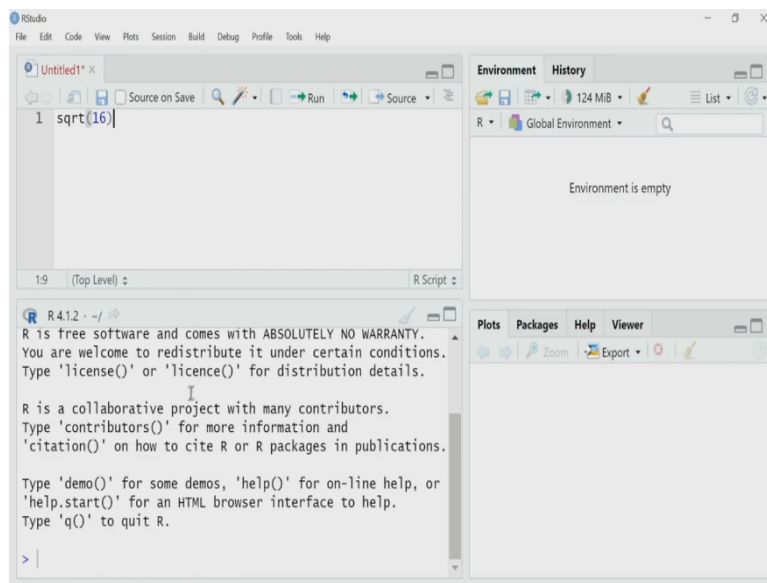 RStudio
File Edit Code View Plots Session Build Debug Profile Tools Help
Untitled1*
Source on Save Run Source
1 sqrt(16)
1:9 (Top Level) R Script
R 4.1.2 · ~/
R is free software and comes with ABSOLUTELY NO WARRANTY.
You are welcome to redistribute it under certain conditions.
Type 'license()' or 'licence()' for distribution details.
R is a collaborative project with many contributors.
Type 'contributors()' for more information and
'citation()' on how to cite R or R packages in publications.
Type 'demo()' for some demos, 'help()' for on-line help, or
'help.start()' for an HTML browser interface to help.
Type 'q()' to quit R.
>
Environment History
124 MiB List
R Global Environment
Environment is empty
Plots Packages Help Viewer
Zoom Export